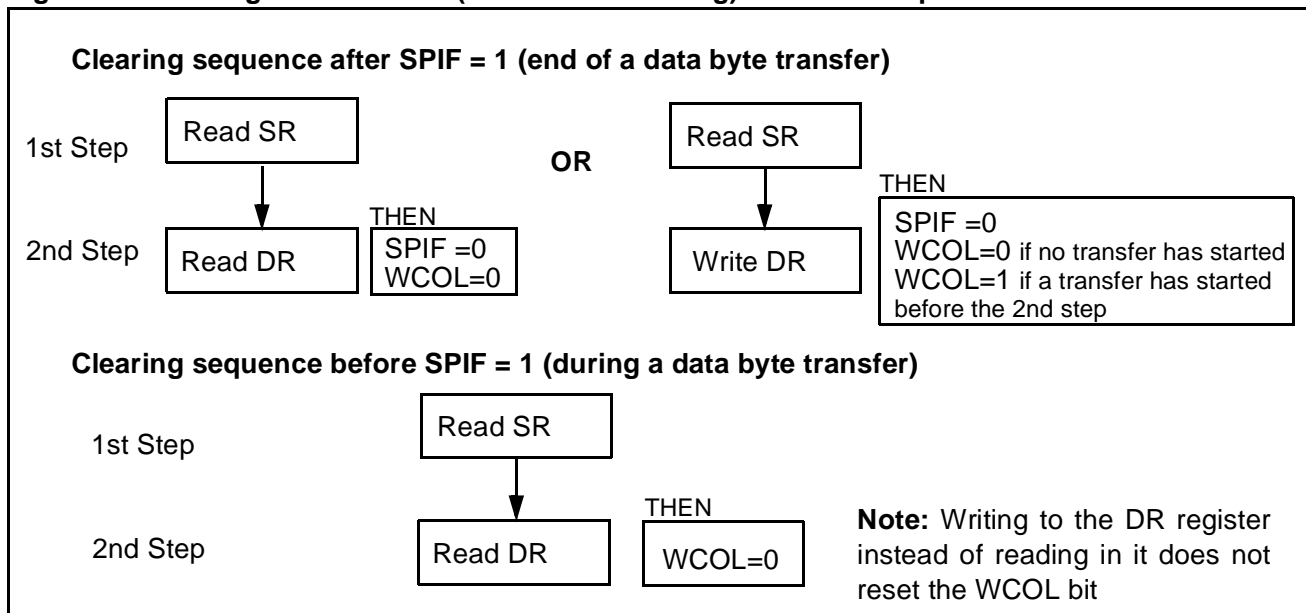 Clearing sequence after SPIF = 1 (end of a data byte transfer)
1st Step
Read SR
OR
Read SR
THEN
THEN
2nd Step
Read DR
SPIF =0
WCOL=0
Write DR
SPIF =0
WCOL=0 if no transfer has started
WCOL=1 if a transfer has started
before the 2nd step
Clearing sequence before SPIF = 1 (during a data byte transfer)
1st Step
Read SR
THEN
2nd Step
Read DR
WCOL=0
Note: Writing to the DR register
instead of reading in it does not
reset the WCOL bit